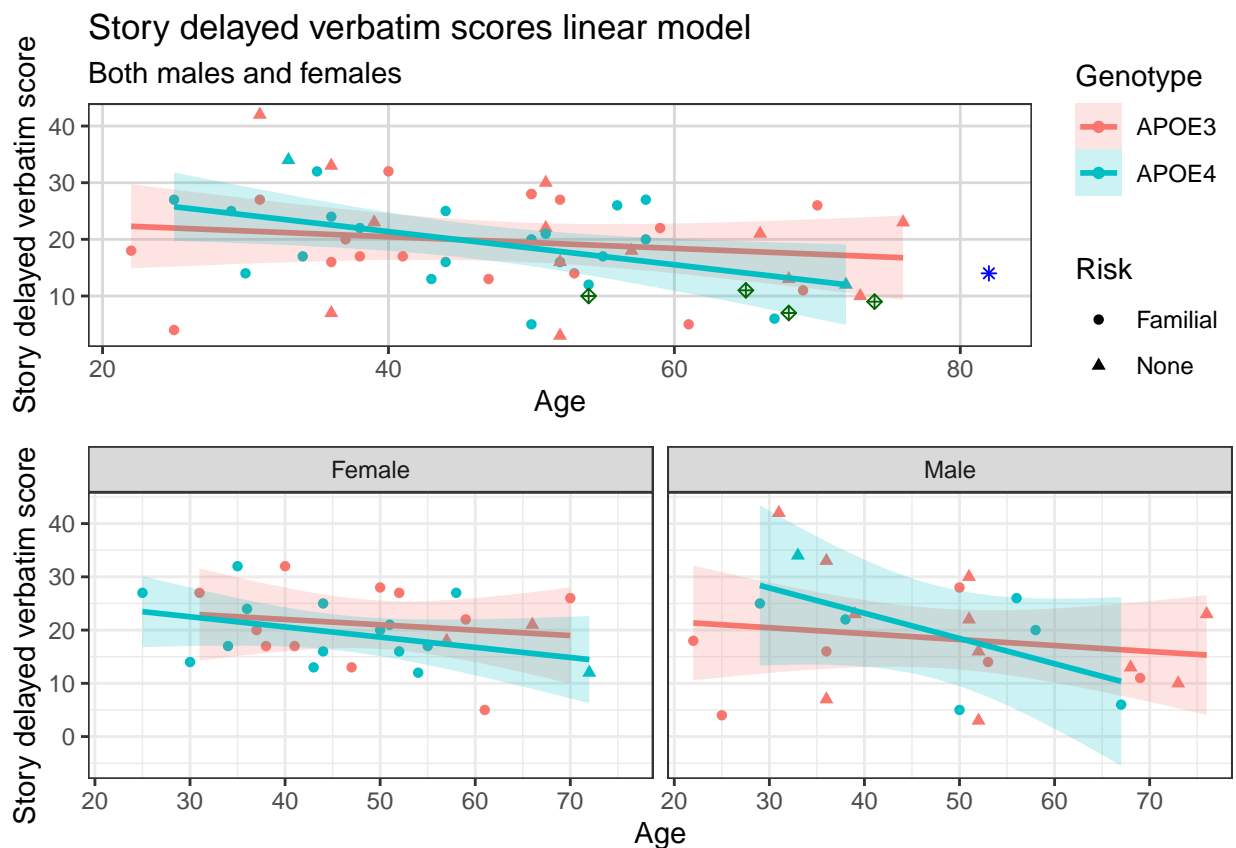 Story delayed verbatim scores linear model
Both males and females
Story delayed verbatim score
40
30
20
10
20 40 60 80
Age
Genotype
APOE3
APOE4
Risk
Familial
None
Female Male
Story delayed verbatim score
40
30
20
10
0
20 30 40 50 60 70 20 30 40 50 60 70
Age